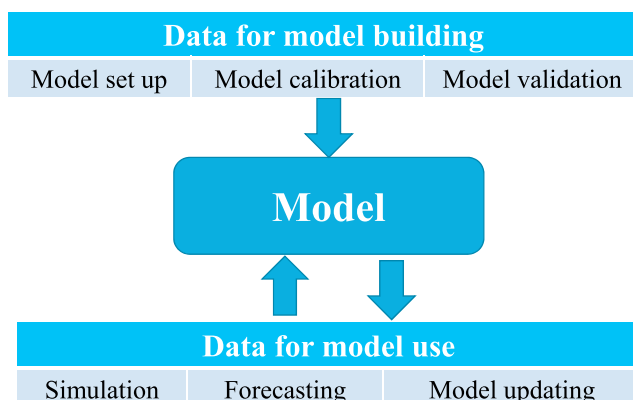 Data for model building
Model set up Model calibration Model validation
Model
Data for model use
Simulation Forecasting Model updating